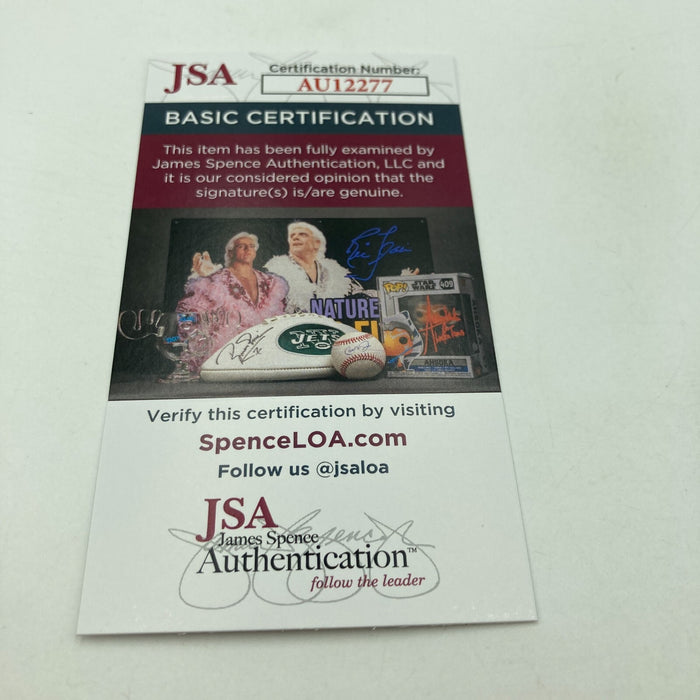 JSA
Certification Number:
AU12277
BASIC CERTIFICATION
This item has been fully examined by
James Spence Authentication, LLC and
it is our considered opinion that the
signature(s) is/are genuine.
NATURE
JETS
POP!
STAR WARS
409
AHSOKA
Verify this certification by visiting
SpenceLOA.com
Follow us @jsaloa
JSA
James Spence
Authentication™
follow the leader